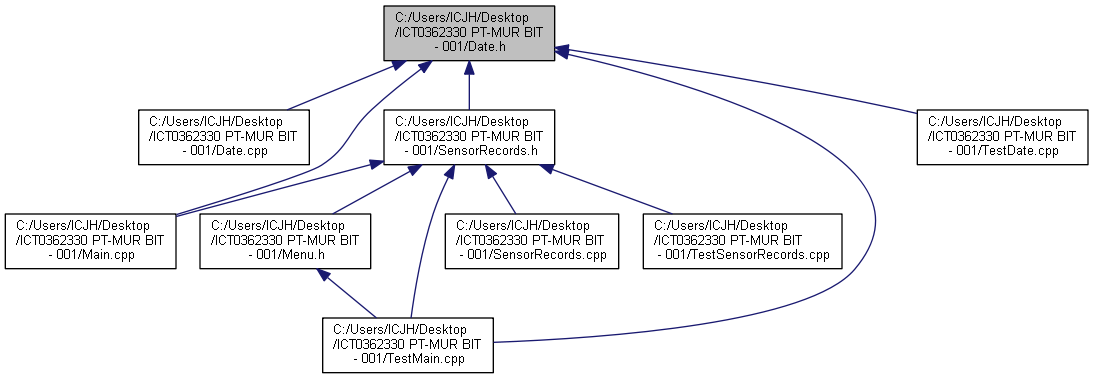 C:/Users/ICJH/Desktop
/ICT0362330 PT-MUR BIT
- 001/Date.h
C:/Users/ICJH/Desktop
/ICT0362330 PT-MUR BIT
- 001/Date.cpp
C:/Users/ICJH/Desktop
/ICT0362330 PT-MUR BIT
- 001/SensorRecords.h
C:/Users/ICJH/Desktop
/ICT0362330 PT-MUR BIT
- 001/TestDate.cpp
C:/Users/ICJH/Desktop
/ICT0362330 PT-MUR BIT
- 001/Main.cpp
C:/Users/ICJH/Desktop
/ICT0362330 PT-MUR BIT
- 001/Menu.h
C:/Users/ICJH/Desktop
/ICT0362330 PT-MUR BIT
- 001/SensorRecords.cpp
C:/Users/ICJH/Desktop
/ICT0362330 PT-MUR BIT
- 001/TestSensorRecords.cpp
C:/Users/ICJH/Desktop
/ICT0362330 PT-MUR BIT
- 001/TestMain.cpp